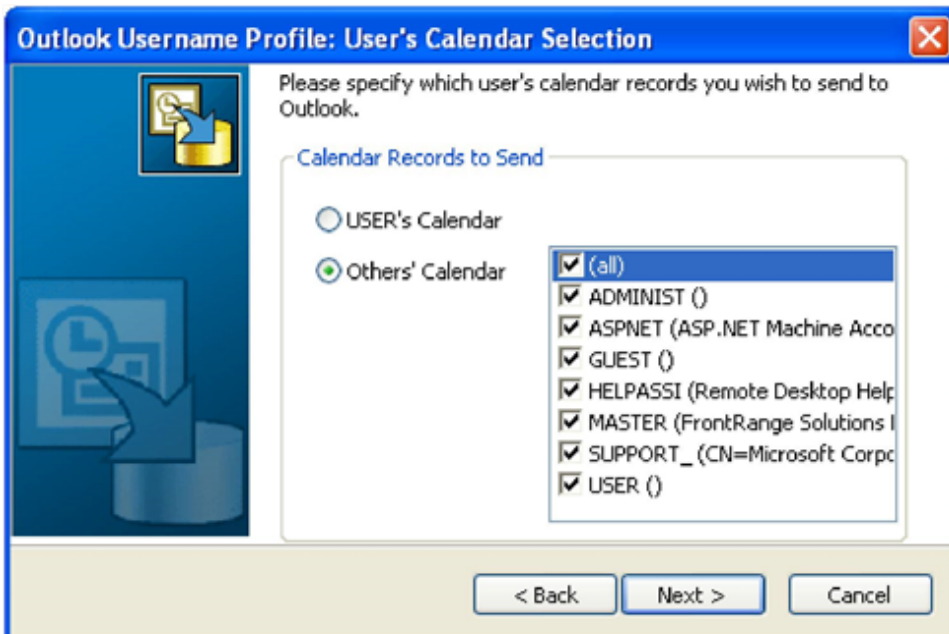 Outlook Username Profile: User's Calendar Selection
Please specify which user's calendar records you wish to send to
Outlook.
Calendar Records to Send
USER's Calendar
Others' Calendar
(all)
ADMINIST ()
ASPNET (ASP.NET Machine Acco
GUEST ()
HELPASSI (Remote Desktop Help
MASTER (FrontRange Solutions I
SUPPORT_ (CN=Microsoft Corpo
USER ()
< Back
Next >
Cancel